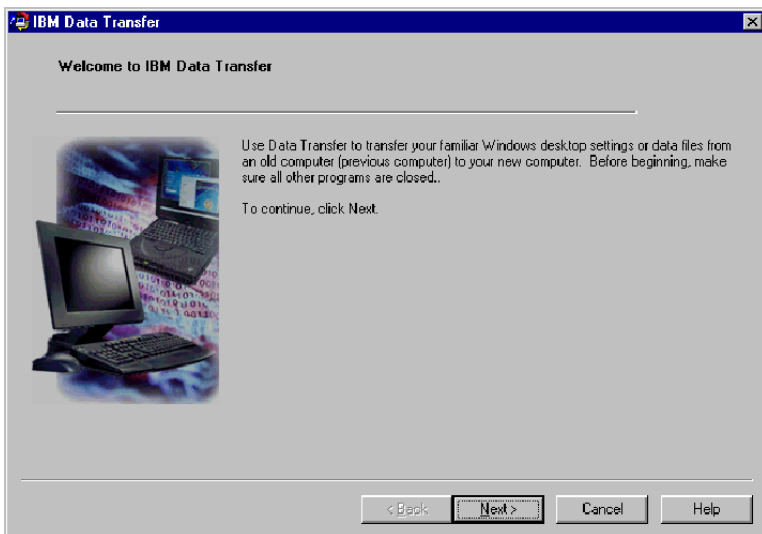 IBM Data Transfer
Welcome to IBM Data Transfer
Use Data Transfer to transfer your familiar Windows desktop settings or data files from
an old computer (previous computer) to your new computer. Before beginning, make
sure all other programs are closed..
To continue, click Next.
< Back Next > Cancel Help